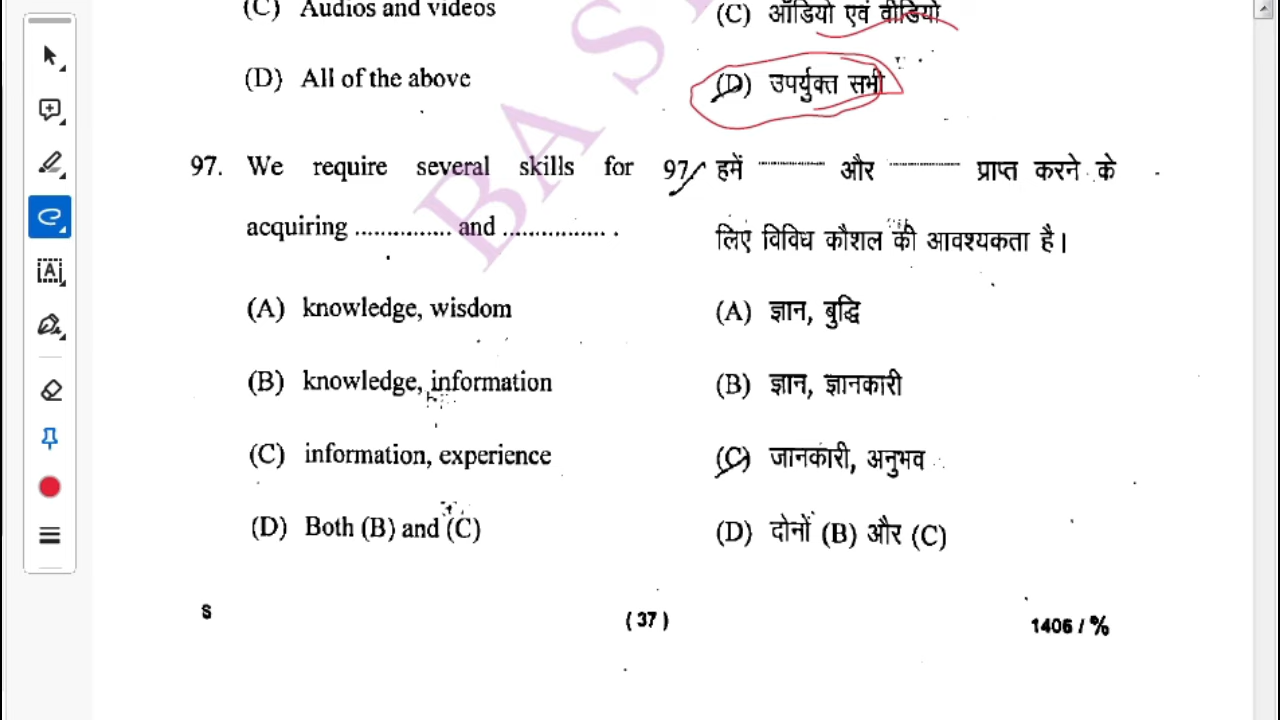 (C) Audios and videos
(D) All of the above
97. We require several skills for
acquiring ............... and ................ .
(A) knowledge, wisdom
(B) knowledge, information
(C) information, experience
(D) Both (B) and (C)
(C) ऑडियो एवं वीडियो
(D) उपर्युक्त सभी
97. हमें ............... और ............... प्राप्त करने के
लिए विविध कौशल की आवश्यकता है।
(A) ज्ञान, बुद्धि
(B) ज्ञान, ज्ञानकारी
(C) जानकारी, अनुभव
(D) दोनों (B) और (C)
S
( 37 )
1406 / %
BAS